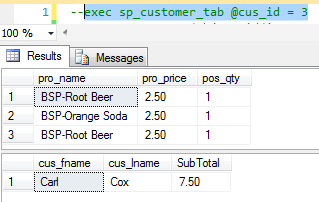 1 --exec sp_customer_tab @cus_id = 3
100 %
Results Messages
pro_name pro_price pos_qty
1 BSP-Root Beer 2.50 1
2 BSP-Orange Soda 2.50 1
3 BSP-Root Beer 2.50 1
cus_fname cus_lname SubTotal
1 Carl Cox 7.50